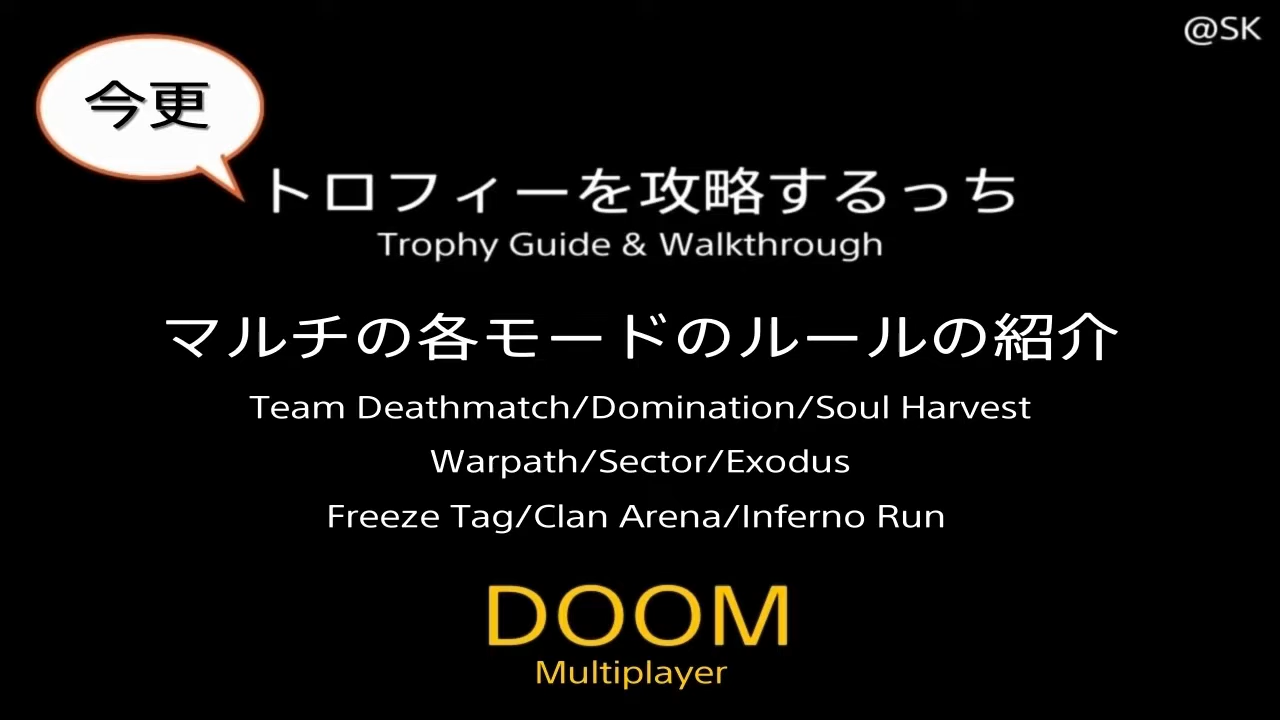 @SK
今更
トロフィーを攻略するっち
Trophy Guide & Walkthrough
マルチの各モードのルールの紹介
Team Deathmatch/Domination/Soul Harvest
Warpath/Sector/Exodus
Freeze Tag/Clan Arena/Inferno Run
DOOM
Multiplayer